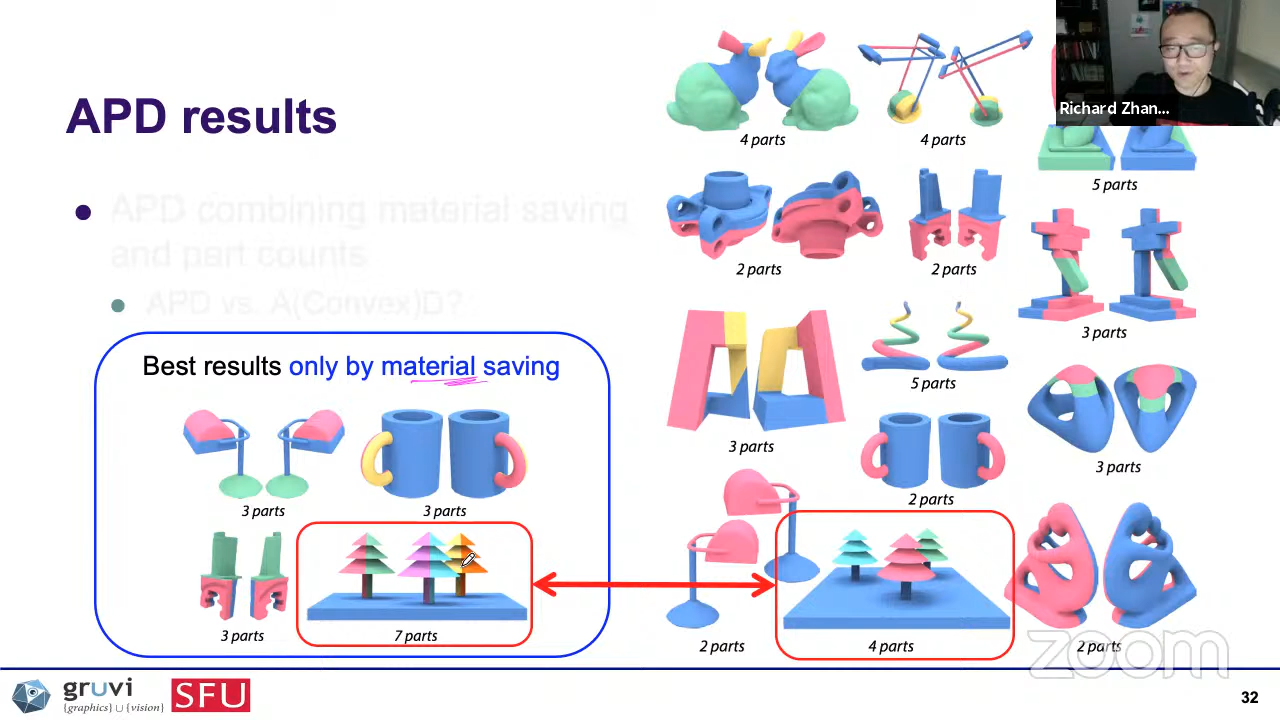 APD results
APD combining material saving
and part counts
APD vs. A(Convex)D?
Best results only by material saving
3 parts
3 parts
3 parts
7 parts
4 parts
4 parts
5 parts
2 parts
2 parts
3 parts
5 parts
3 parts
3 parts
2 parts
2 parts
4 parts
2 parts
Richard Zhan...
zoom
gruvi
{graphics} ∪ {vision}
SFU
32